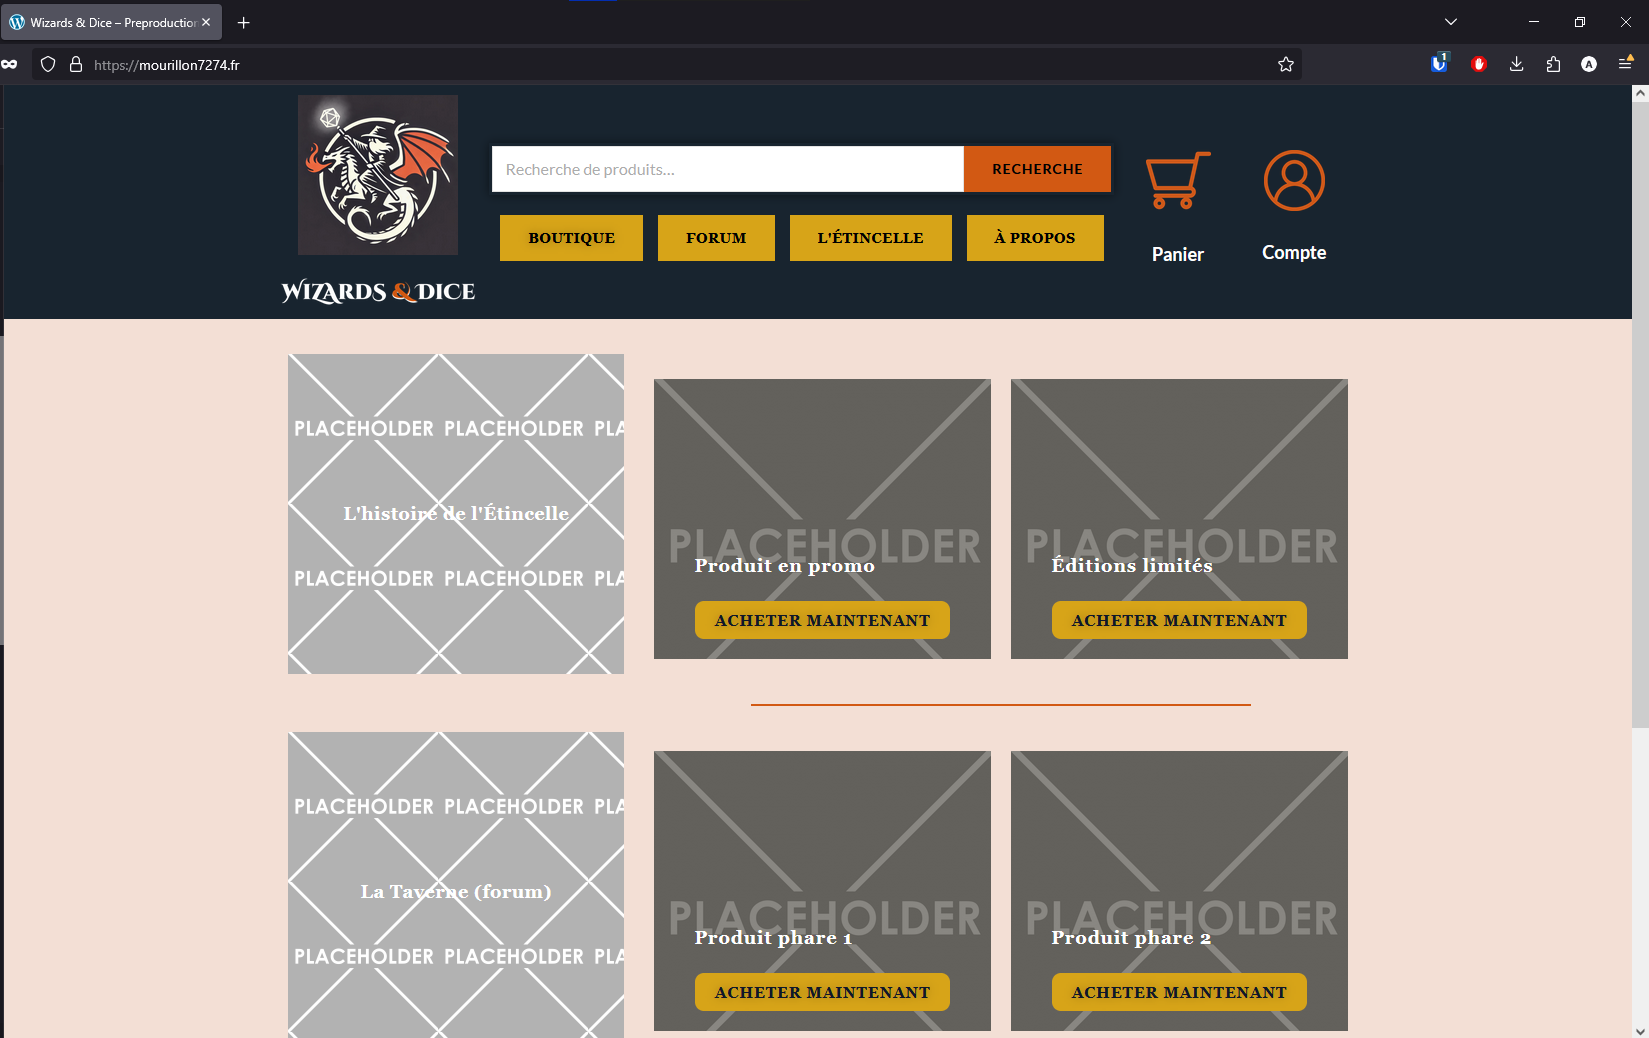 Wizards & Dice – Preproduction
https://mourillon7274.fr
1
A
Recherche de produits...
RECHERCHE
BOUTIQUE
FORUM
L'ÉTINCELLE
À PROPOS
Panier
Compte
WIZARDS & DICE
PLACEHOLDER PLACEHOLDER PLA
L'histoire de l'Étincelle
PLACEHOLDER PLACEHOLDER PLA
PLACEHOLDER
Produit en promo
ACHETER MAINTENANT
PLACEHOLDER
Éditions limités
ACHETER MAINTENANT
PLACEHOLDER PLACEHOLDER PLA
La Taverne (forum)
PLACEHOLDER PLACEHOLDER PLA
PLACEHOLDER
Produit phare 1
ACHETER MAINTENANT
PLACEHOLDER
Produit phare 2
ACHETER MAINTENANT